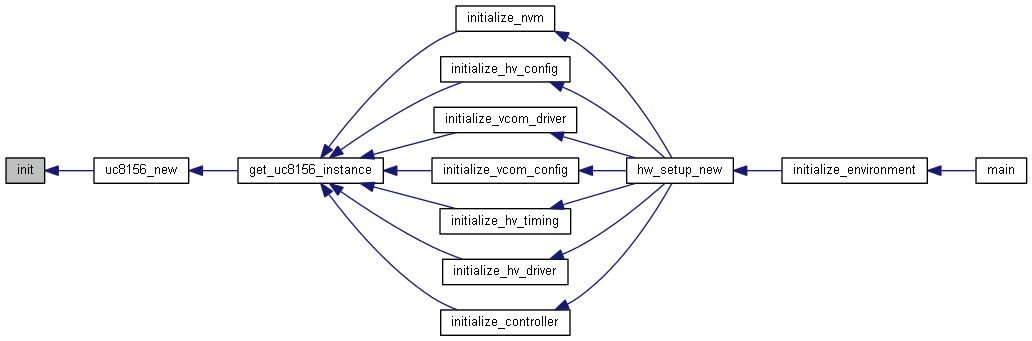 init
uc8156_new
get_uc8156_instance
initialize_nvm
initialize_hv_config
initialize_vcom_driver
initialize_vcom_config
initialize_hv_timing
initialize_hv_driver
initialize_controller
hw_setup_new
initialize_environment
main